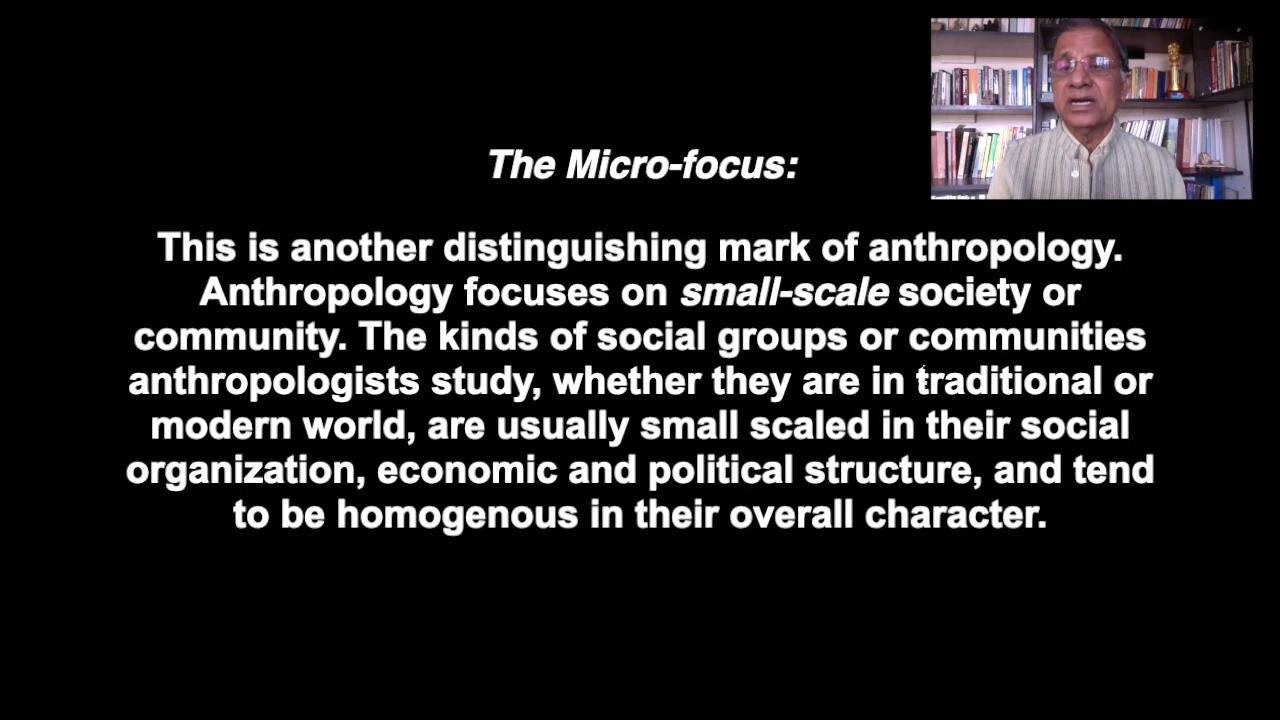 The Micro-focus:
This is another distinguishing mark of anthropology.
Anthropology focuses on small-scale society or
community. The kinds of social groups or communities
anthropologists study, whether they are in traditional or
modern world, are usually small scaled in their social
organization, economic and political structure, and tend
to be homogenous in their overall character.